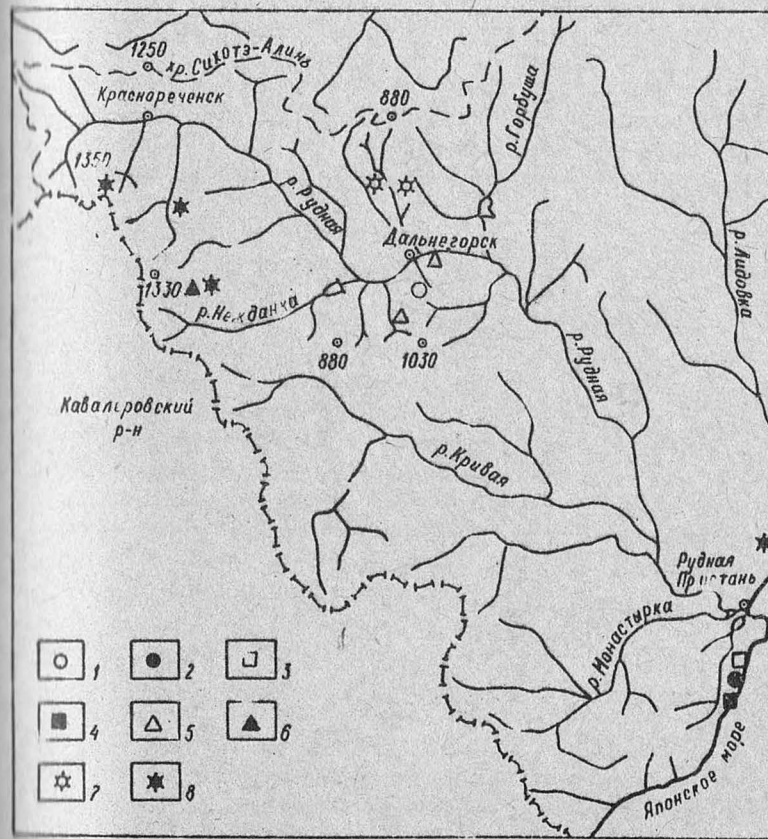 1250
хр. Сихотэ-Алинь
Краснореченск
880
р. Горбуша
1350
р. Рудная
Дальнегорск
р. Лидовка
1330
р. Нежданка
880
1030
р. Рудная
Кавалеровский
р-н
р. Кривая
Рудная
Пристань
р. Монастырка
1
2
3
4
5
6
7
8
Японское море